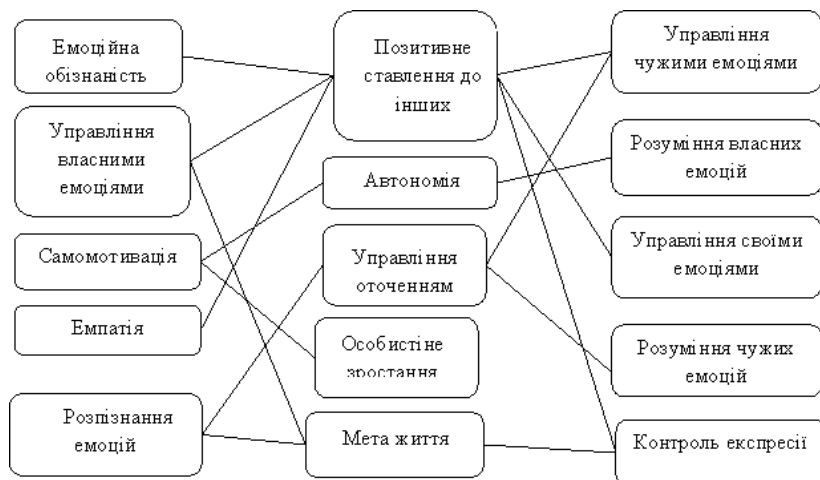 Емоційна
обізнаність
Управління
власними
емоціями
Самомотивація
Емпатія
Розпізнання
емоцій
Позитивне
ставлення до
інших
Автономія
Управління
оточенням
Особистіне
зростання
Мета життя
Управління
чужими емоціями
Розуміння власних
емоцій
Управління своїми
емоціями
Розуміння чужих
емоцій
Контроль експресії